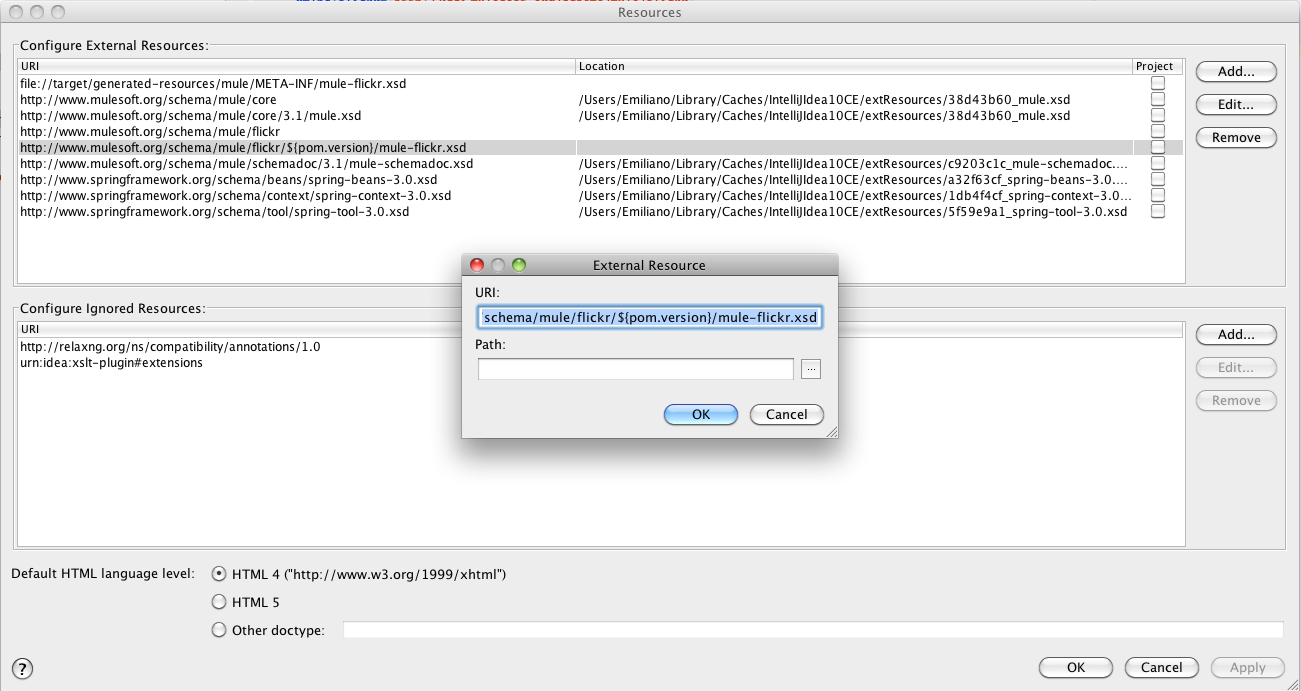 Resources
Configure External Resources:
URI Location Project
file://target/generated-resources/mule/META-INF/mule-flickr.xsd
http://www.mulesoft.org/schema/mule/core /Users/Emiliano/Library/Caches/IntelliJIdea10CE/extResources/38d43b60_mule.xsd
http://www.mulesoft.org/schema/mule/core/3.1/mule.xsd /Users/Emiliano/Library/Caches/IntelliJIdea10CE/extResources/38d43b60_mule.xsd
http://www.mulesoft.org/schema/mule/flickr
http://www.mulesoft.org/schema/mule/flickr/${pom.version}/mule-flickr.xsd
http://www.mulesoft.org/schema/mule/schemadoc/3.1/mule-schemadoc.xsd /Users/Emiliano/Library/Caches/IntelliJIdea10CE/extResources/c9203c1c_mule-schemadoc....
http://www.springframework.org/schema/beans/spring-beans-3.0.xsd /Users/Emiliano/Library/Caches/IntelliJIdea10CE/extResources/a32f63cf_spring-beans-3.0....
http://www.springframework.org/schema/context/spring-context-3.0.xsd /Users/Emiliano/Library/Caches/IntelliJIdea10CE/extResources/1db4f4cf_spring-context-3.0...
http://www.springframework.org/schema/tool/spring-tool-3.0.xsd /Users/Emiliano/Library/Caches/IntelliJIdea10CE/extResources/5f59e9a1_spring-tool-3.0.xsd
Add...
Edit...
Remove
External Resource
URI:
schema/mule/flickr/${pom.version}/mule-flickr.xsd
Path:
...
OK Cancel
Configure Ignored Resources:
URI
http://relaxng.org/ns/compatibility/annotations/1.0
urn:idea:xslt-plugin#extensions
Add...
Edit...
Remove
Default HTML language level: HTML 4 ("http://www.w3.org/1999/xhtml")
HTML 5
Other doctype:
? OK Cancel Apply